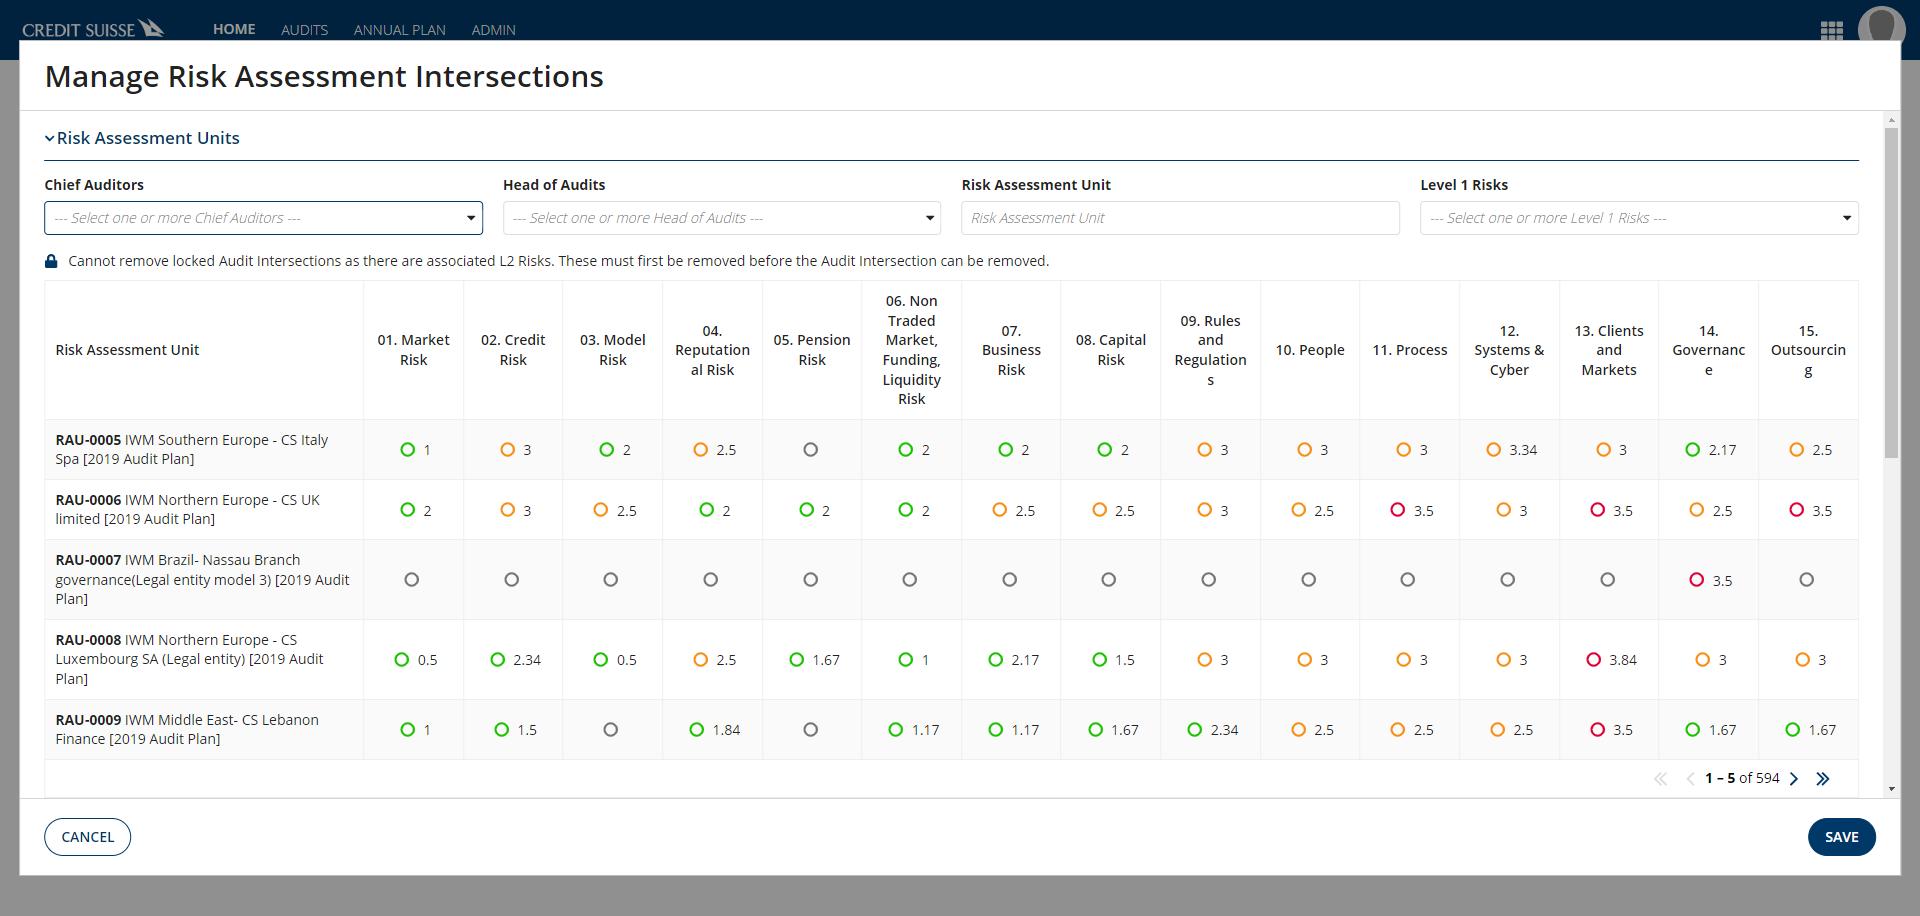 CREDIT SUISSE HOME AUDITS ANNUAL PLAN ADMIN
Manage Risk Assessment Intersections
Risk Assessment Units
Chief Auditors Head of Audits Risk Assessment Unit Level 1 Risks
--- Select one or more Chief Auditors --- --- Select one or more Head of Audits --- Risk Assessment Unit --- Select one or more Level 1 Risks ---
Cannot remove locked Audit Intersections as there are associated L2 Risks. These must first be removed before the Audit Intersection can be removed.
Risk Assessment Unit
01. Market
Risk
02. Credit
Risk
03. Model
Risk
04.
Reputation
al Risk
05. Pension
Risk
06. Non
Traded
Market,
Funding,
Liquidity
Risk
07.
Business
Risk
08. Capital
Risk
09. Rules
and
Regulation
s
10. People
11. Process
12.
Systems &
Cyber
13. Clients
and
Markets
14.
Governanc
e
15.
Outsourcin
g
RAU-0005 IWM Southern Europe - CS Italy
Spa [2019 Audit Plan]
1 3 2 2.5 2 2 2 3 3 3 3.34 3 2.17 2.5
RAU-0006 IWM Northern Europe - CS UK
limited [2019 Audit Plan]
2 3 2.5 2 2 2 2.5 2.5 3 2.5 3.5 3 3.5 2.5 3.5
RAU-0007 IWM Brazil- Nassau Branch
governance(Legal entity model 3) [2019 Audit
Plan]
3.5
RAU-0008 IWM Northern Europe - CS
Luxembourg SA (Legal entity) [2019 Audit
Plan]
0.5 2.34 0.5 2.5 1.67 1 2.17 1.5 3 3 3 3 3.84 3 3
RAU-0009 IWM Middle East- CS Lebanon
Finance [2019 Audit Plan]
1 1.5 1.84 1.17 1.17 1.67 2.34 2.5 2.5 2.5 3.5 1.67 1.67
1 – 5 of 594
CANCEL SAVE